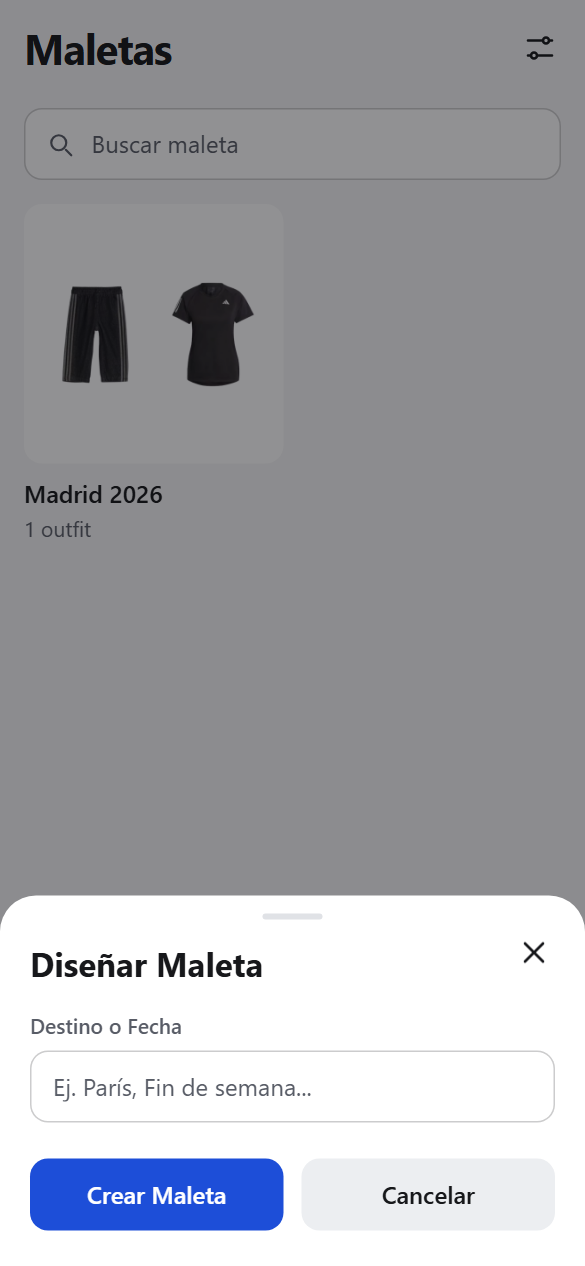 Maletas
Buscar maleta
Madrid 2026
1 outfit
Diseñar Maleta
Destino o Fecha
Ej. París, Fin de semana...
Crear Maleta
Cancelar